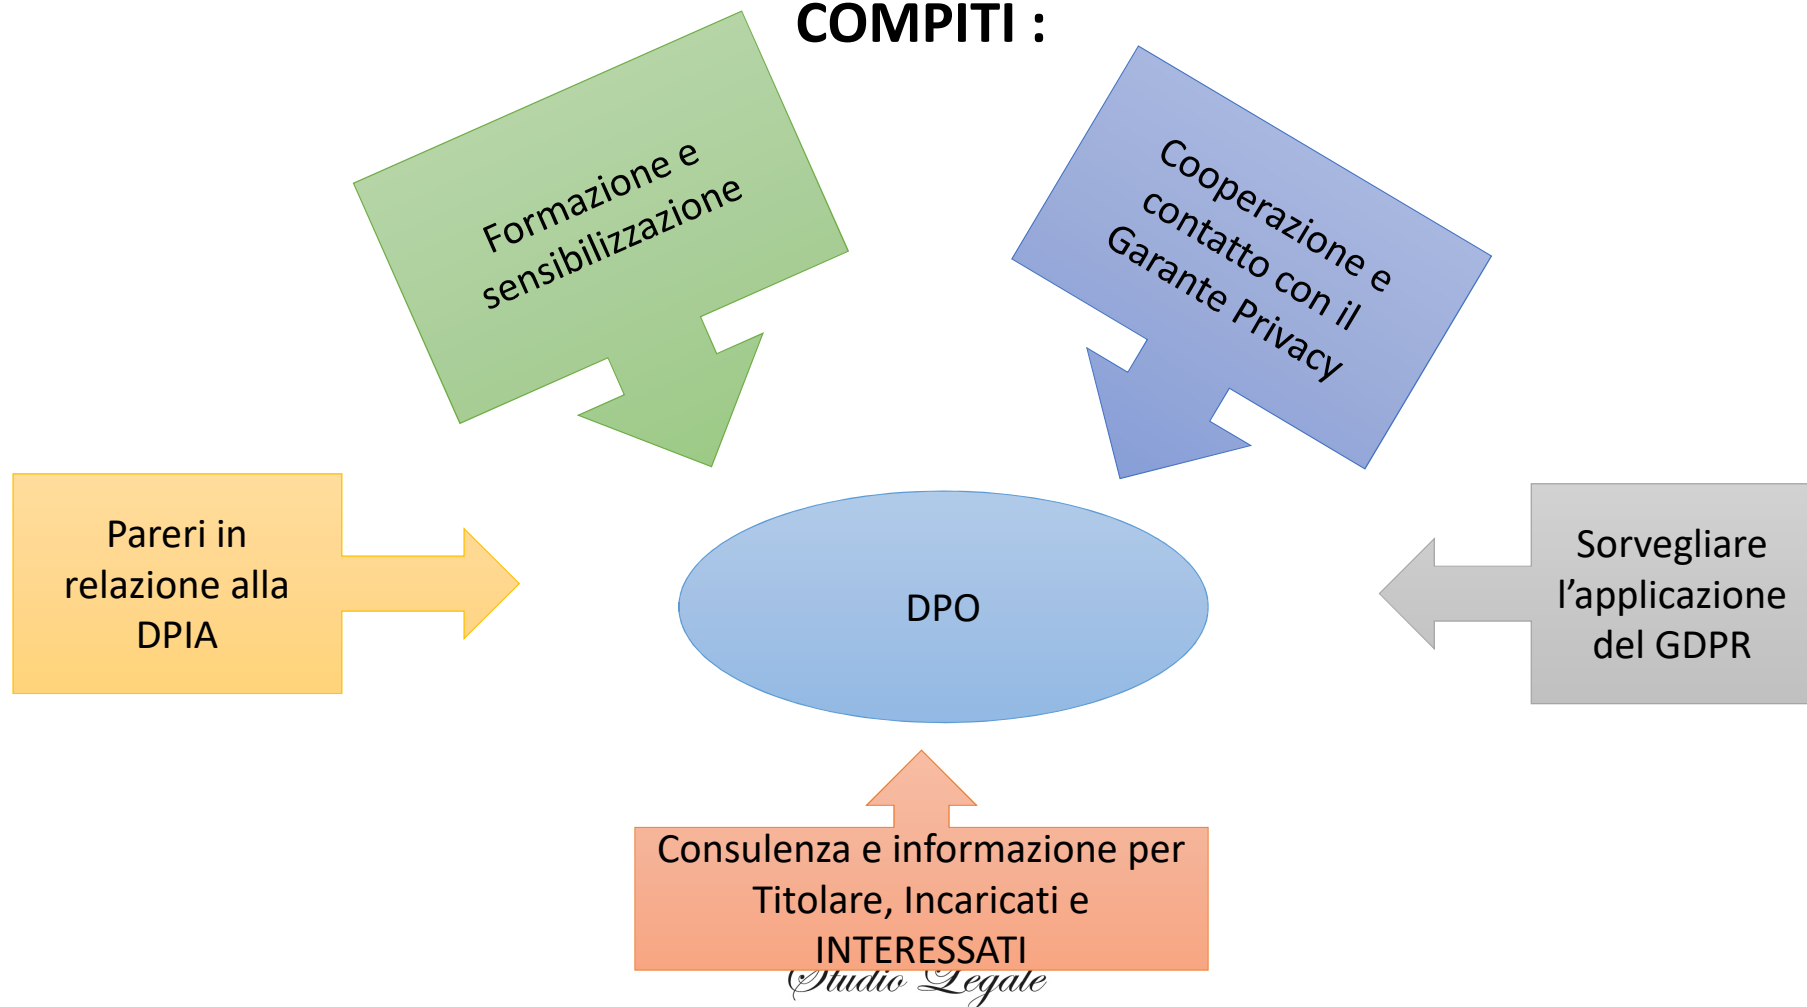 COMPITI :
Formazione e
sensibilizzazione
Cooperazione e
contatto con il
Garante Privacy
Pareri in
relazione alla
DPIA
DPO
Sorvegliare
l’applicazione
del GDPR
Consulenza e informazione per
Titolare, Incaricati e
INTERESSATI
Studio Legale